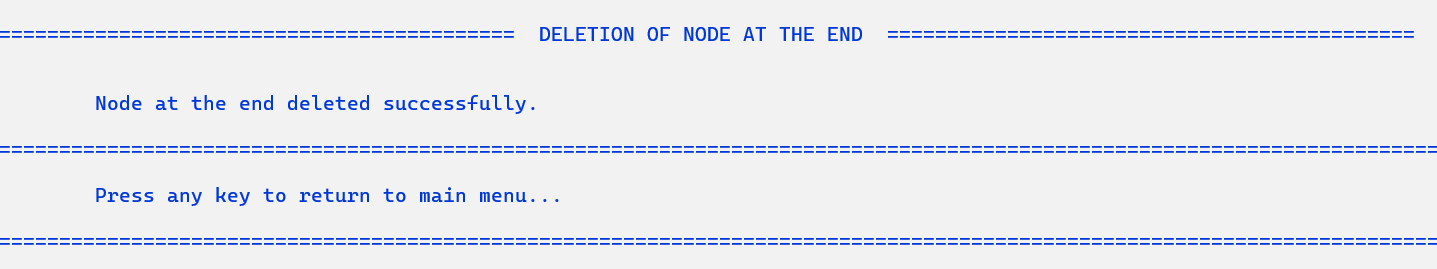 ===========================================  DELETION OF NODE AT THE END  ============================================
Node at the end deleted successfully.
========================================================================================================================
Press any key to return to main menu...
========================================================================================================================